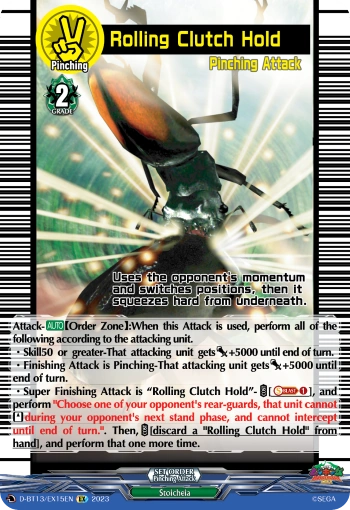 Rolling Clutch Hold
Pinching
Pinching Attack
2
GRADE
Uses the opponent's momentum
and switches positions, then it
squeezes hard from underneath.
Attack-AUTO【Order Zone】:When this Attack is used, perform all of the
following according to the attacking unit.
・Skill50 or greater-That attacking unit gets +5000 until end of turn.
・Finishing Attack is Pinching-That attacking unit gets +5000 until
end of turn.
・Super Finishing Attack is “Rolling Clutch Hold”- [ 1], and
perform "Choose one of your opponent's rear-guards, that unit cannot
during your opponent's next stand phase, and cannot intercept
until end of turn.". Then, [discard a "Rolling Clutch Hold" from
hand], and perform that one more time.
SET ORDER
Pinching Attack
D-BT13/EX15EN EX 2023
Stoicheia
©SEGA